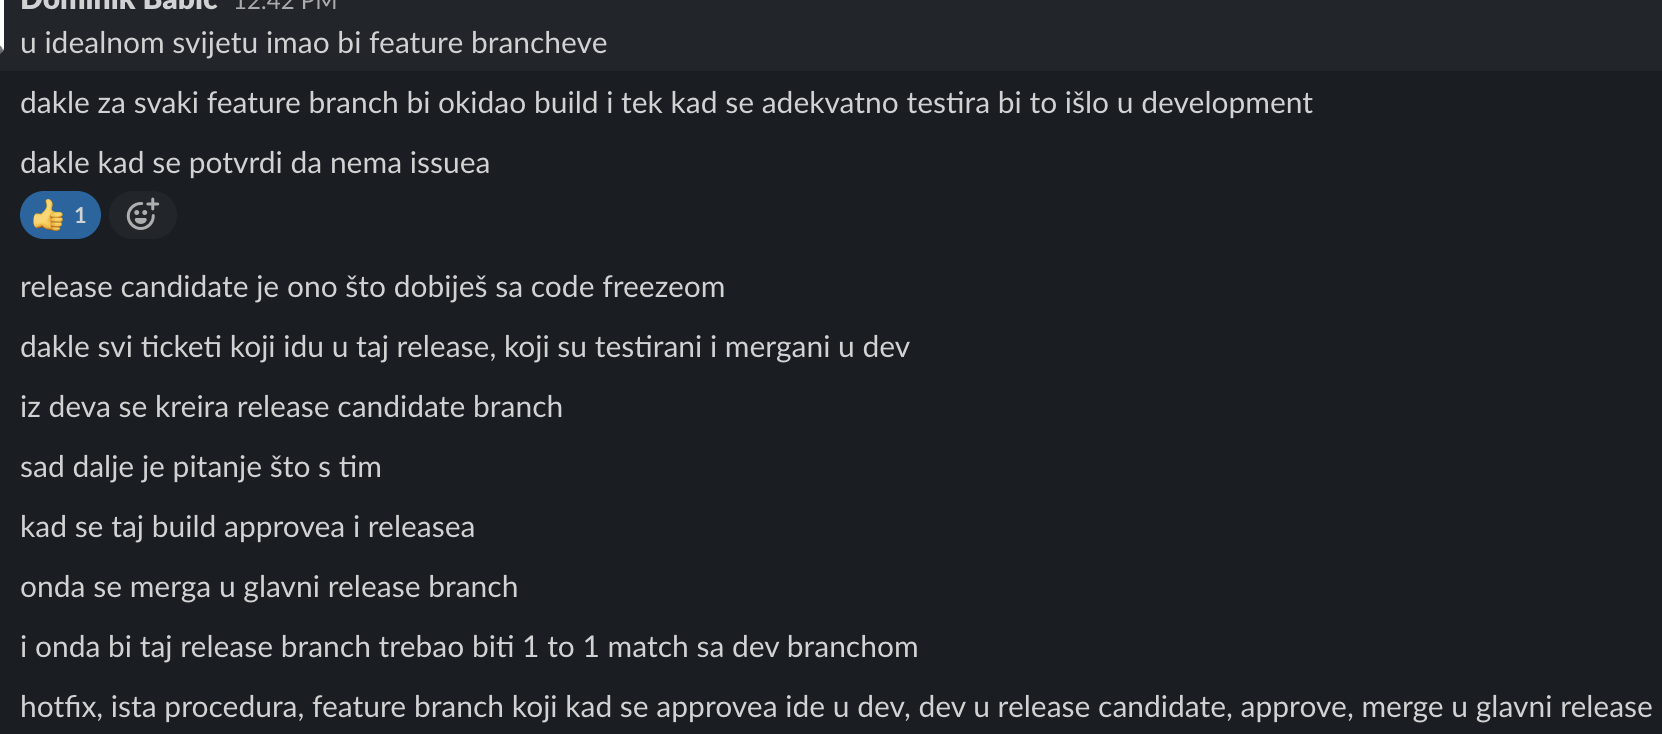 Dominik Babić 12:42 PM
u idealnom svijetu imao bi feature brancheve
dakle za svaki feature branch bi okidao build i tek kad se adekvatno testira bi to išlo u development
dakle kad se potvrdi da nema issuea
👍 1
release candidate je ono što dobiješ sa code freezeom
dakle svi ticketi koji idu u taj release, koji su testirani i mergani u dev
iz deva se kreira release candidate branch
sad dalje je pitanje što s tim
kad se taj build approvea i releasea
onda se merga u glavni release branch
i onda bi taj release branch trebao biti 1 to 1 match sa dev branchom
hotfix, ista procedura, feature branch koji kad se approvea ide u dev, dev u release candidate, approve, merge u glavni release